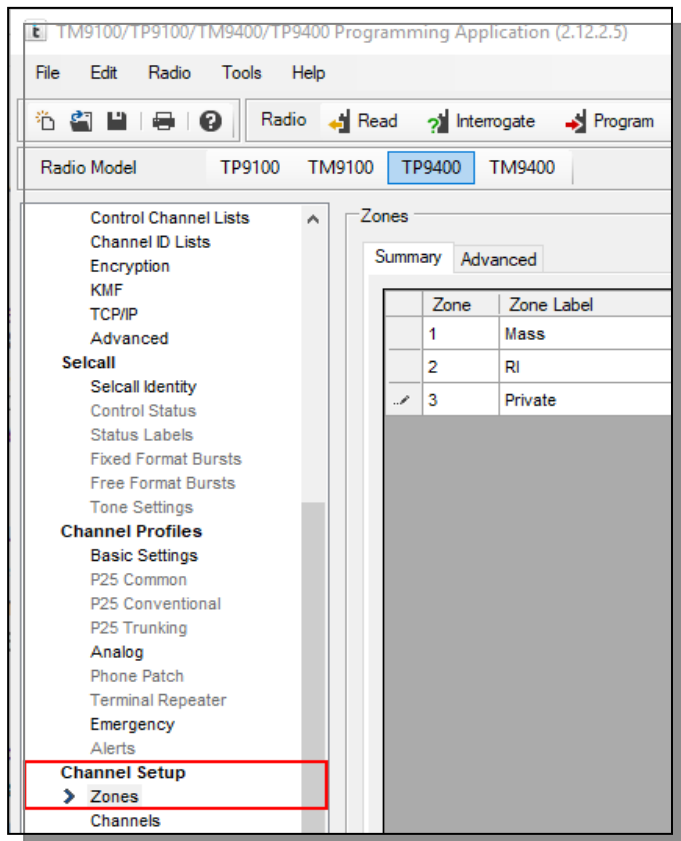 TM9100/TP9100/TM9400/TP9400 Programming Application (2.12.2.5)
File Edit Radio Tools Help
Radio Read Interrogate Program
Radio Model TP9100 TM9100 TP9400 TM9400
Control Channel Lists
Channel ID Lists
Encryption
KMF
TCP/IP
Advanced
Selcall
Selcall Identity
Control Status
Status Labels
Fixed Format Bursts
Free Format Bursts
Tone Settings
Channel Profiles
Basic Settings
P25 Common
P25 Conventional
P25 Trunking
Analog
Phone Patch
Terminal Repeater
Emergency
Alerts
Channel Setup
Zones
Channels
Zones
Summary Advanced
Zone Zone Label
1 Mass
2 RI
3 Private